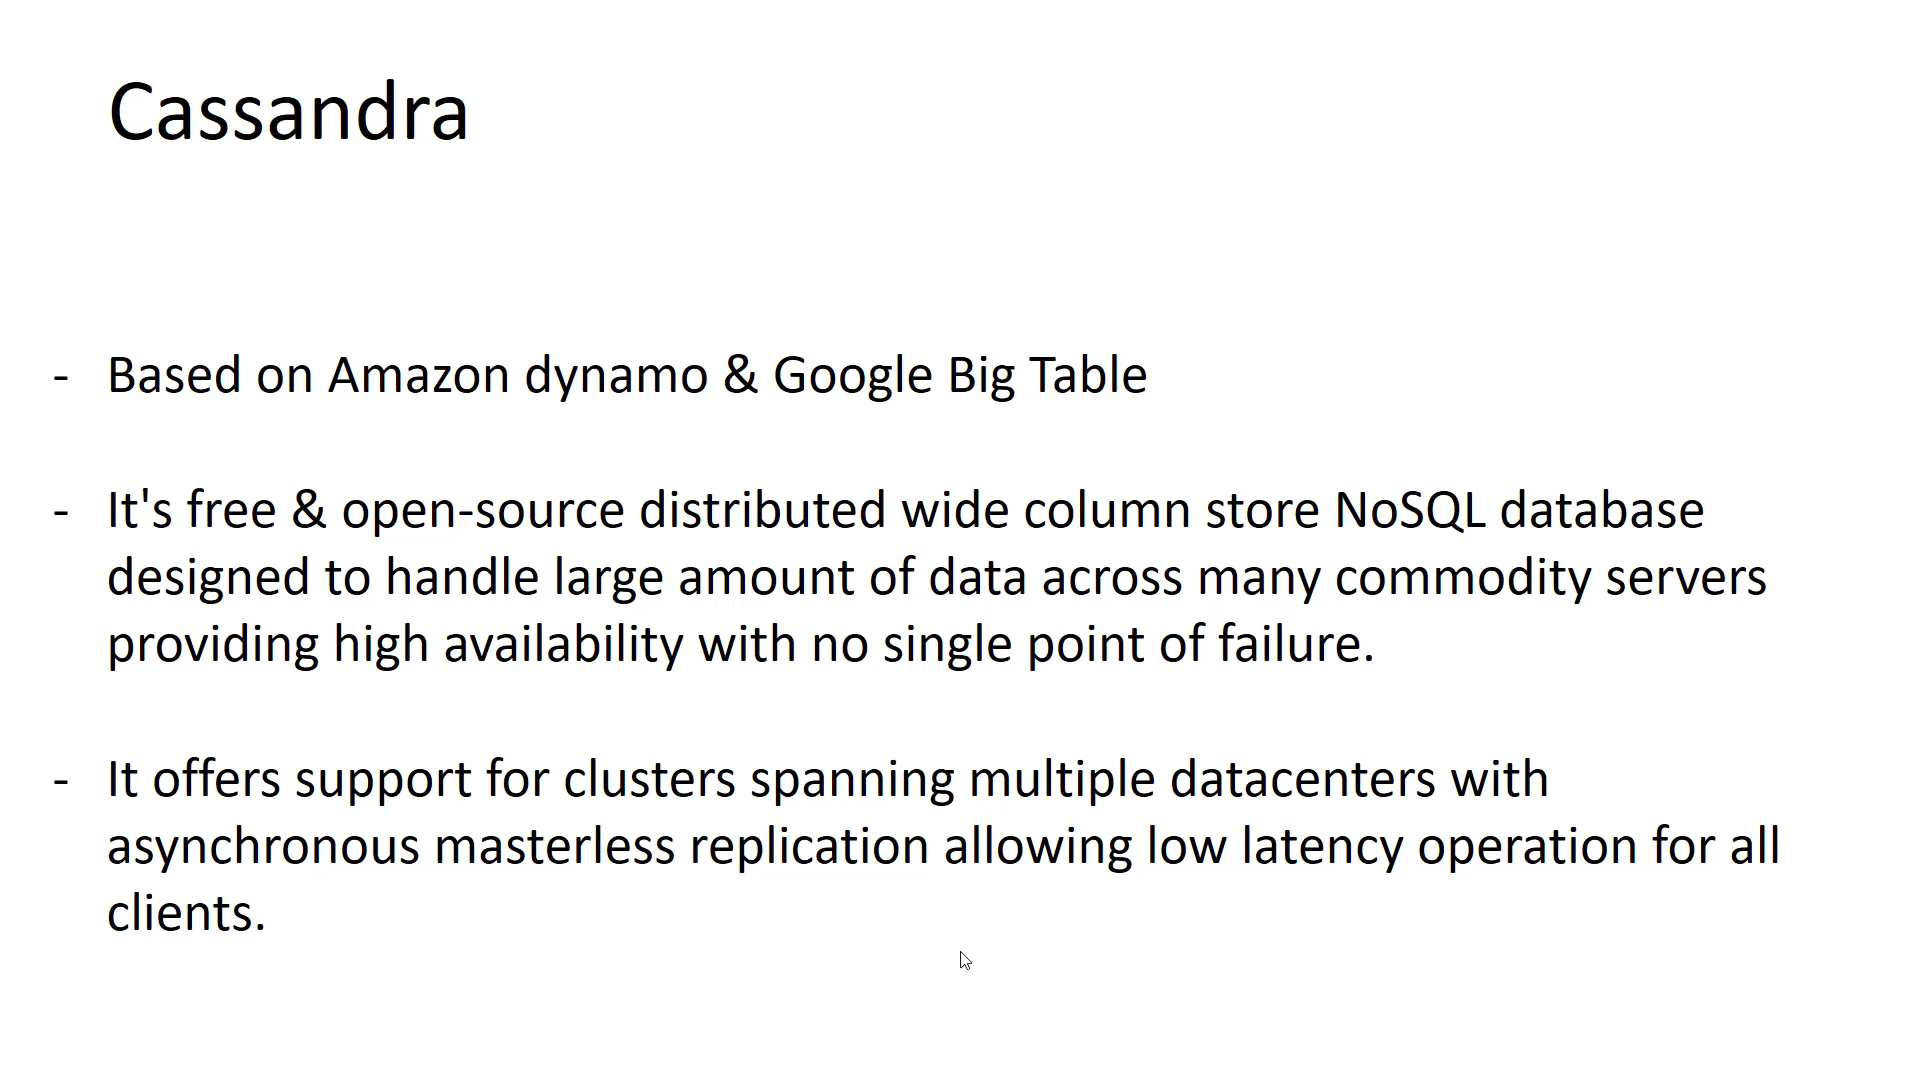 Cassandra
- Based on Amazon dynamo & Google Big Table
- It's free & open-source distributed wide column store NoSQL database
designed to handle large amount of data across many commodity servers
providing high availability with no single point of failure.
- It offers support for clusters spanning multiple datacenters with
asynchronous masterless replication allowing low latency operation for all
clients.